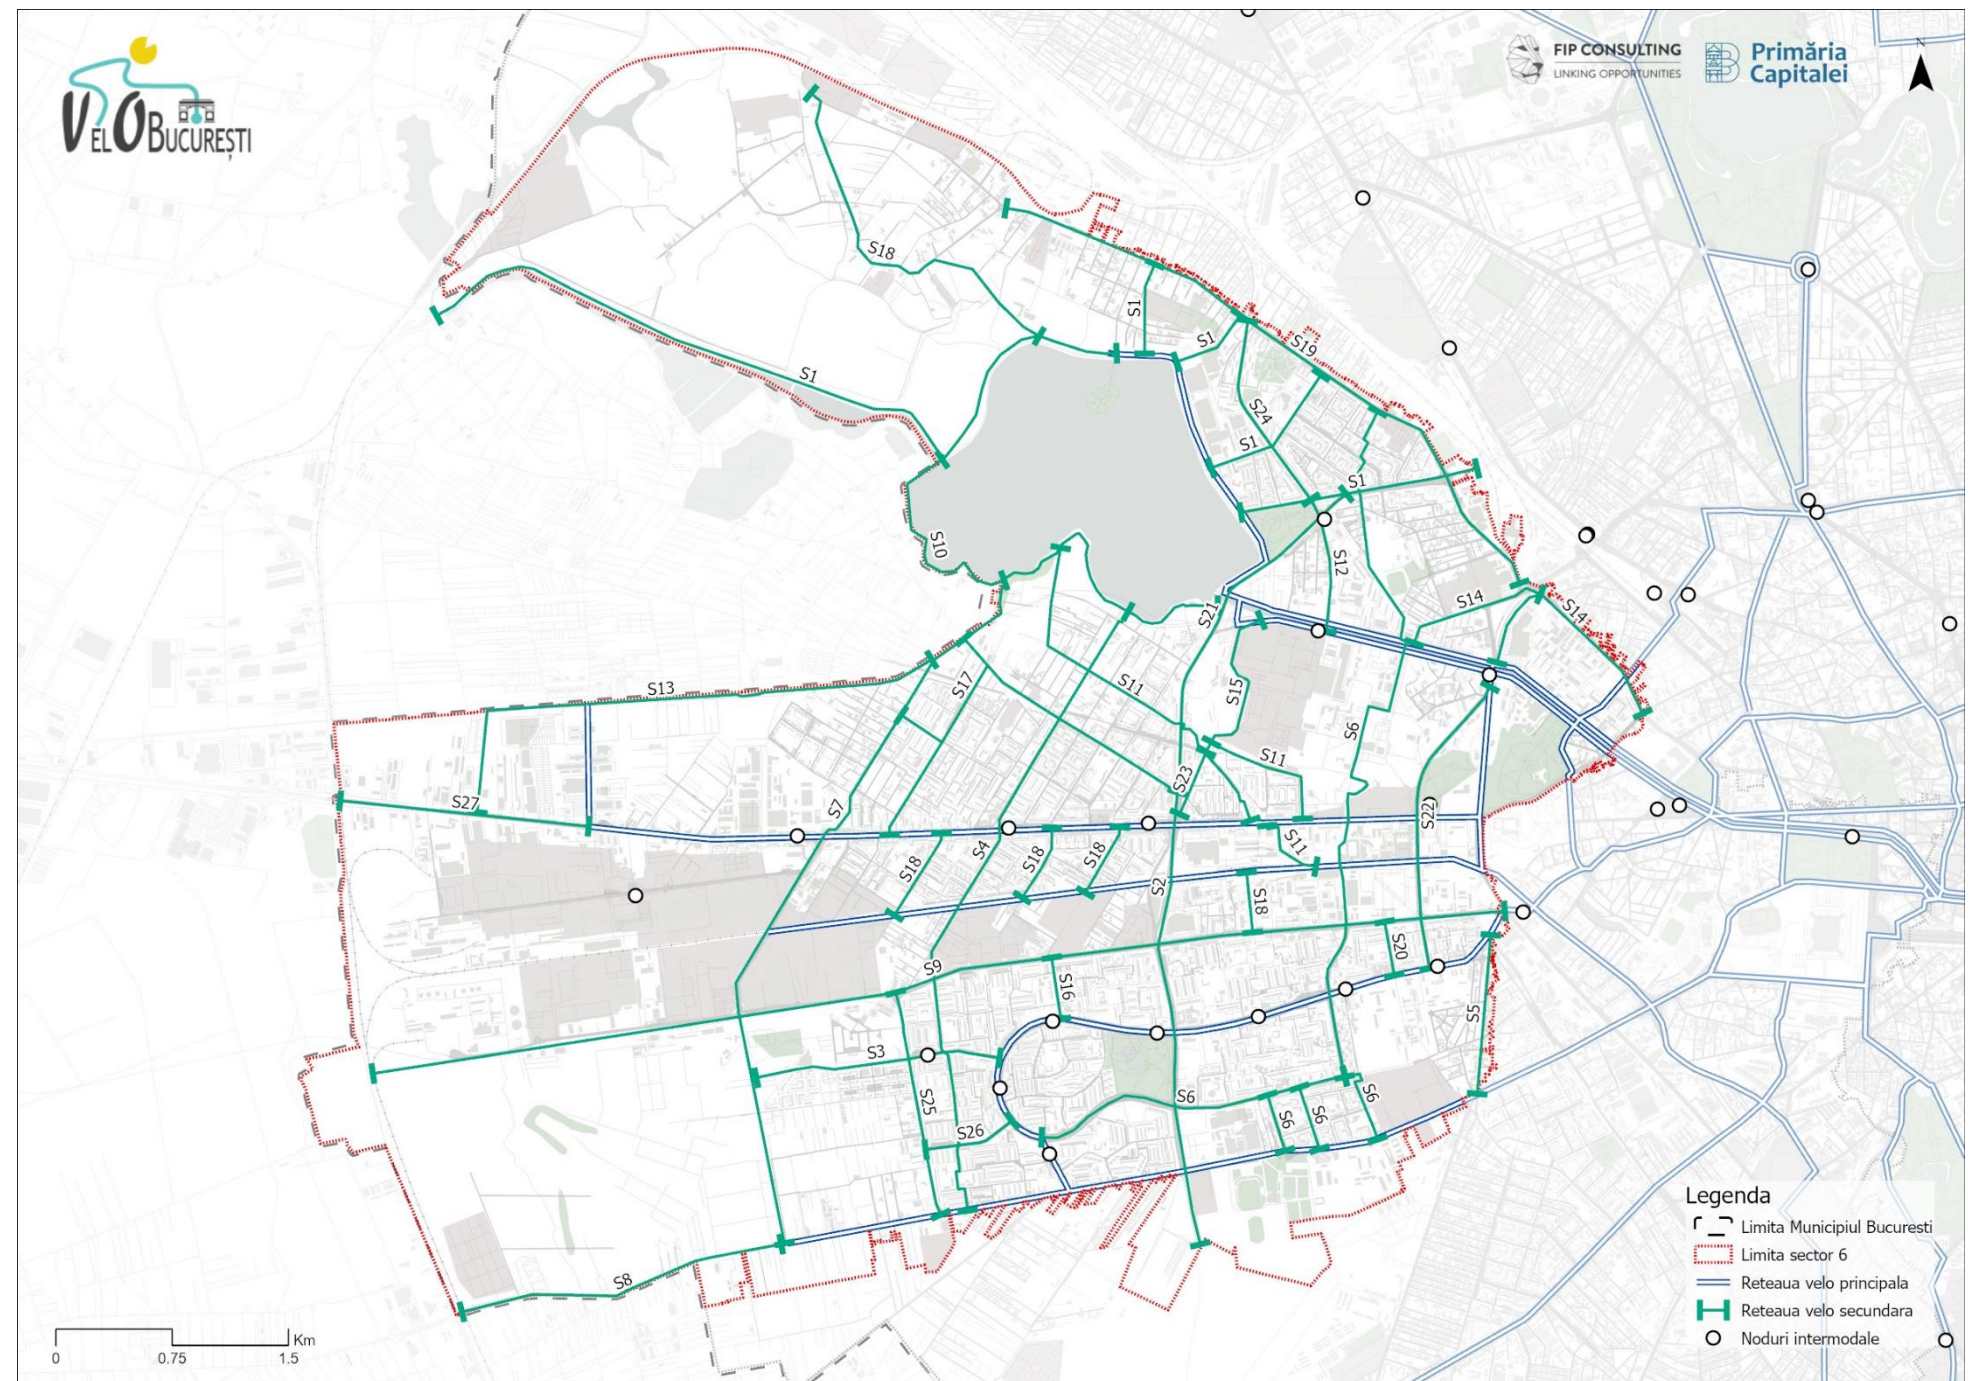 VELOBUCUREȘTI
FIP CONSULTING
LINKING OPPORTUNITIES
Primăria
Capitalei
N
S18
S1
S1
S1
S19
S24
S1
S1
S10
S12
S14
S14
S21
S13
S17
S11
S15
S6
S11
S23
S27
S7
S22
S18
S4
S18
S18
S11
S2
S18
S20
S9
S16
S5
S3
S25
S26
S6
S6
S6
S6
S8
Legenda
Limita Municipiul Bucuresti
Limita sector 6
Reteaua velo principala
Reteaua velo secundara
Noduri intermodale
Km
0 0.75 1.5